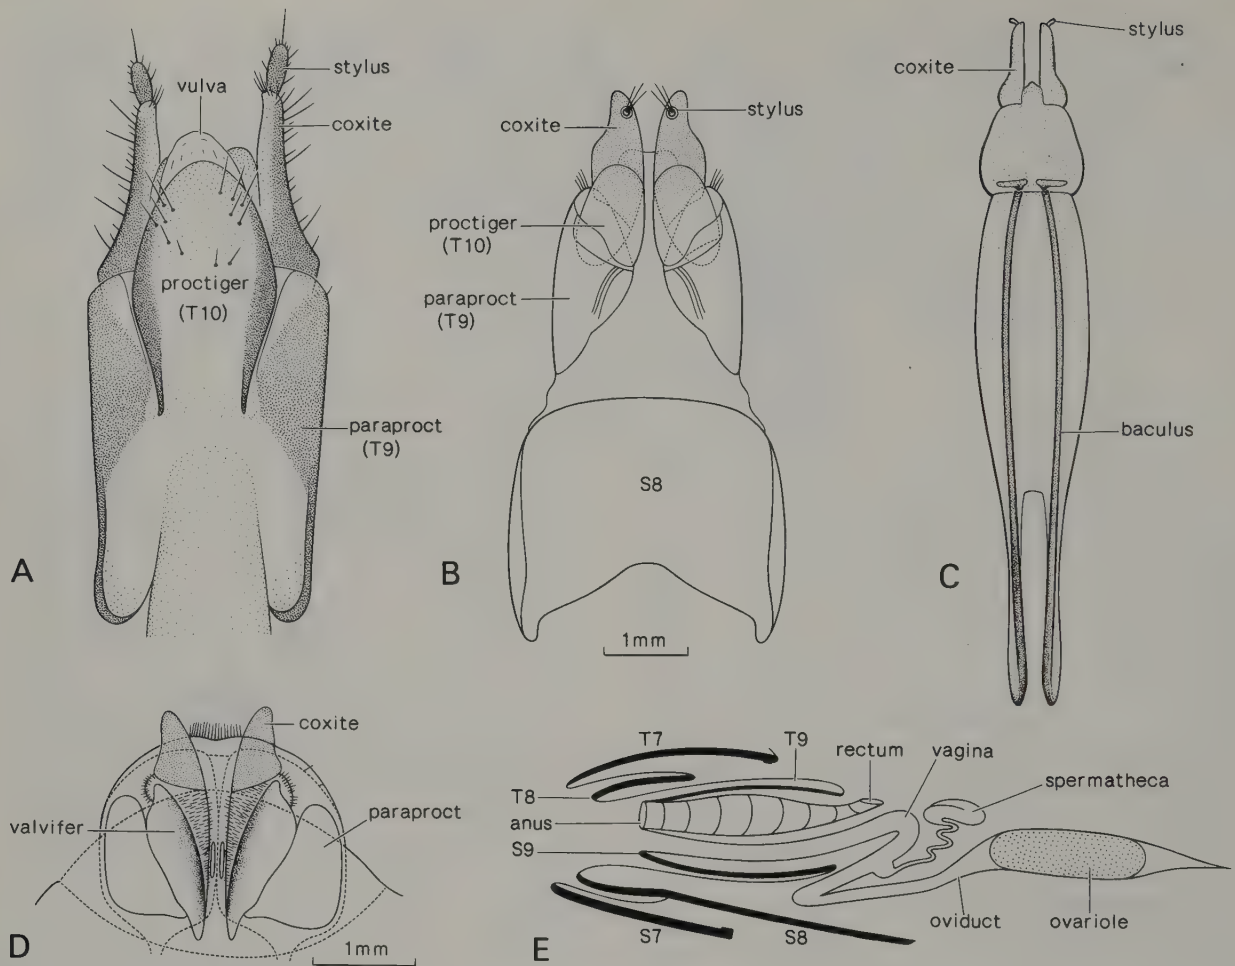 vulva
stylus
coxite
proctiger
(T10)
paraproct
(T9)
A
coxite
stylus
proctiger
(T10)
paraproct
(T9)
S8
B
1mm
stylus
coxite
baculus
C
coxite
valvifer
paraproct
D
1mm
T7
T9
rectum
vagina
spermatheca
T8
anus
S9
S7
S8
oviduct
ovariole
E